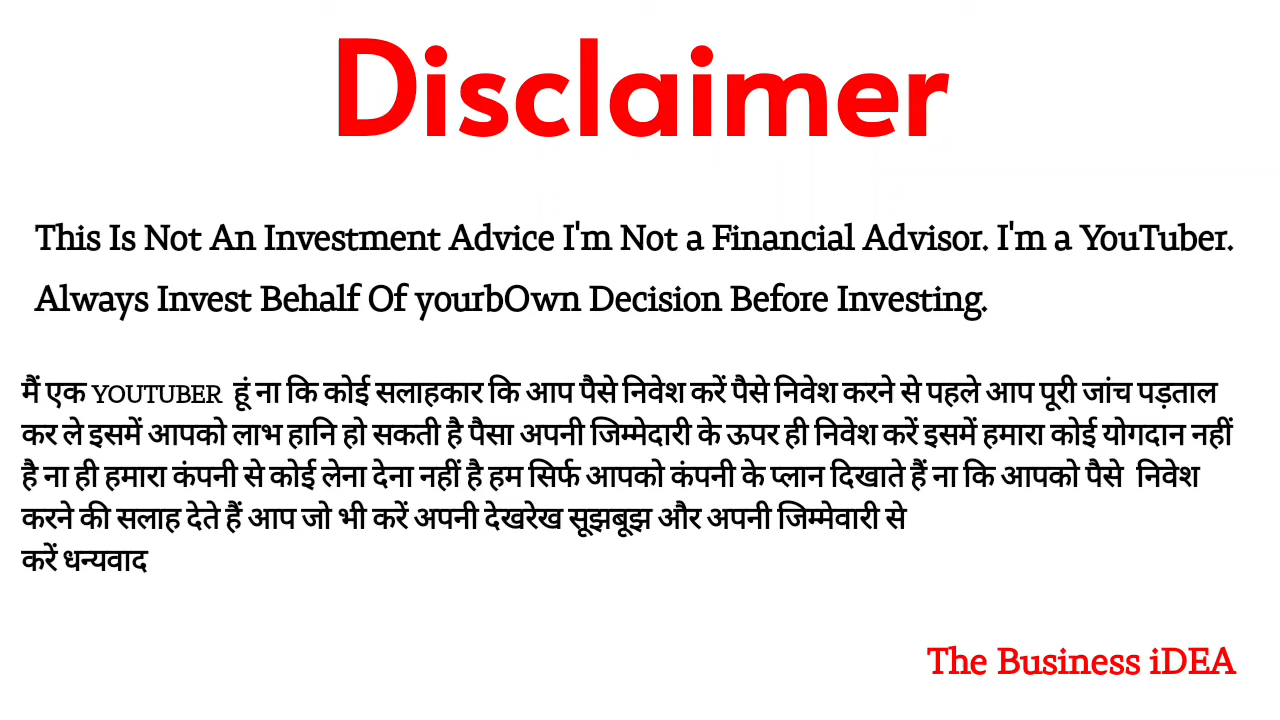 Disclaimer
This Is Not An Investment Advice I'm Not a Financial Advisor. I'm a YouTuber.
Always Invest Behalf Of yourbOwn Decision Before Investing.
मैं एक YOUTUBER हूं ना कि कोई सलाहकार कि आप पैसे निवेश करें पैसे निवेश करने से पहले आप पूरी जांच पड़ताल
कर ले इसमें आपको लाभ हानि हो सकती है पैसा अपनी जिम्मेदारी के ऊपर ही निवेश करें इसमें हमारा कोई योगदान नहीं
है ना ही हमारा कंपनी से कोई लेना देना नहीं है हम सिर्फ आपको कंपनी के प्लान दिखाते हैं ना कि आपको पैसे निवेश
करने की सलाह देते हैं आप जो भी करें अपनी देखरेख सूझबूझ और अपनी जिम्मेवारी से
करें धन्यवाद
The Business iDEA